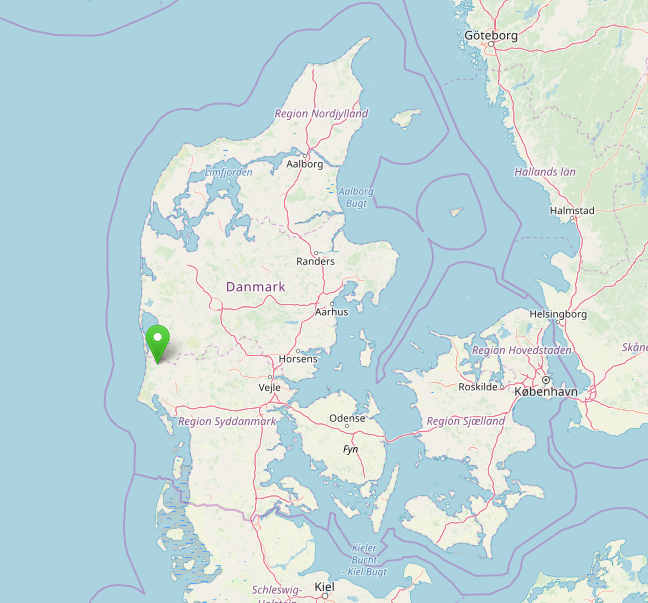 Göteborg
Region Nordjylland
Aalborg
Limfjorden
Hallands län
Aalborg
Bugt
Halmstad
Randers
Danmark
Aarhus
Helsingborg
Horsens
Region Hovedstaden
Skåne
Vejle
Roskilde
København
Odense
Region Syddanmark
Region Sjælland
Fyn
Kieler
Bucht
- Kiel Bugt
Kiel
Schleswig-
Holstein